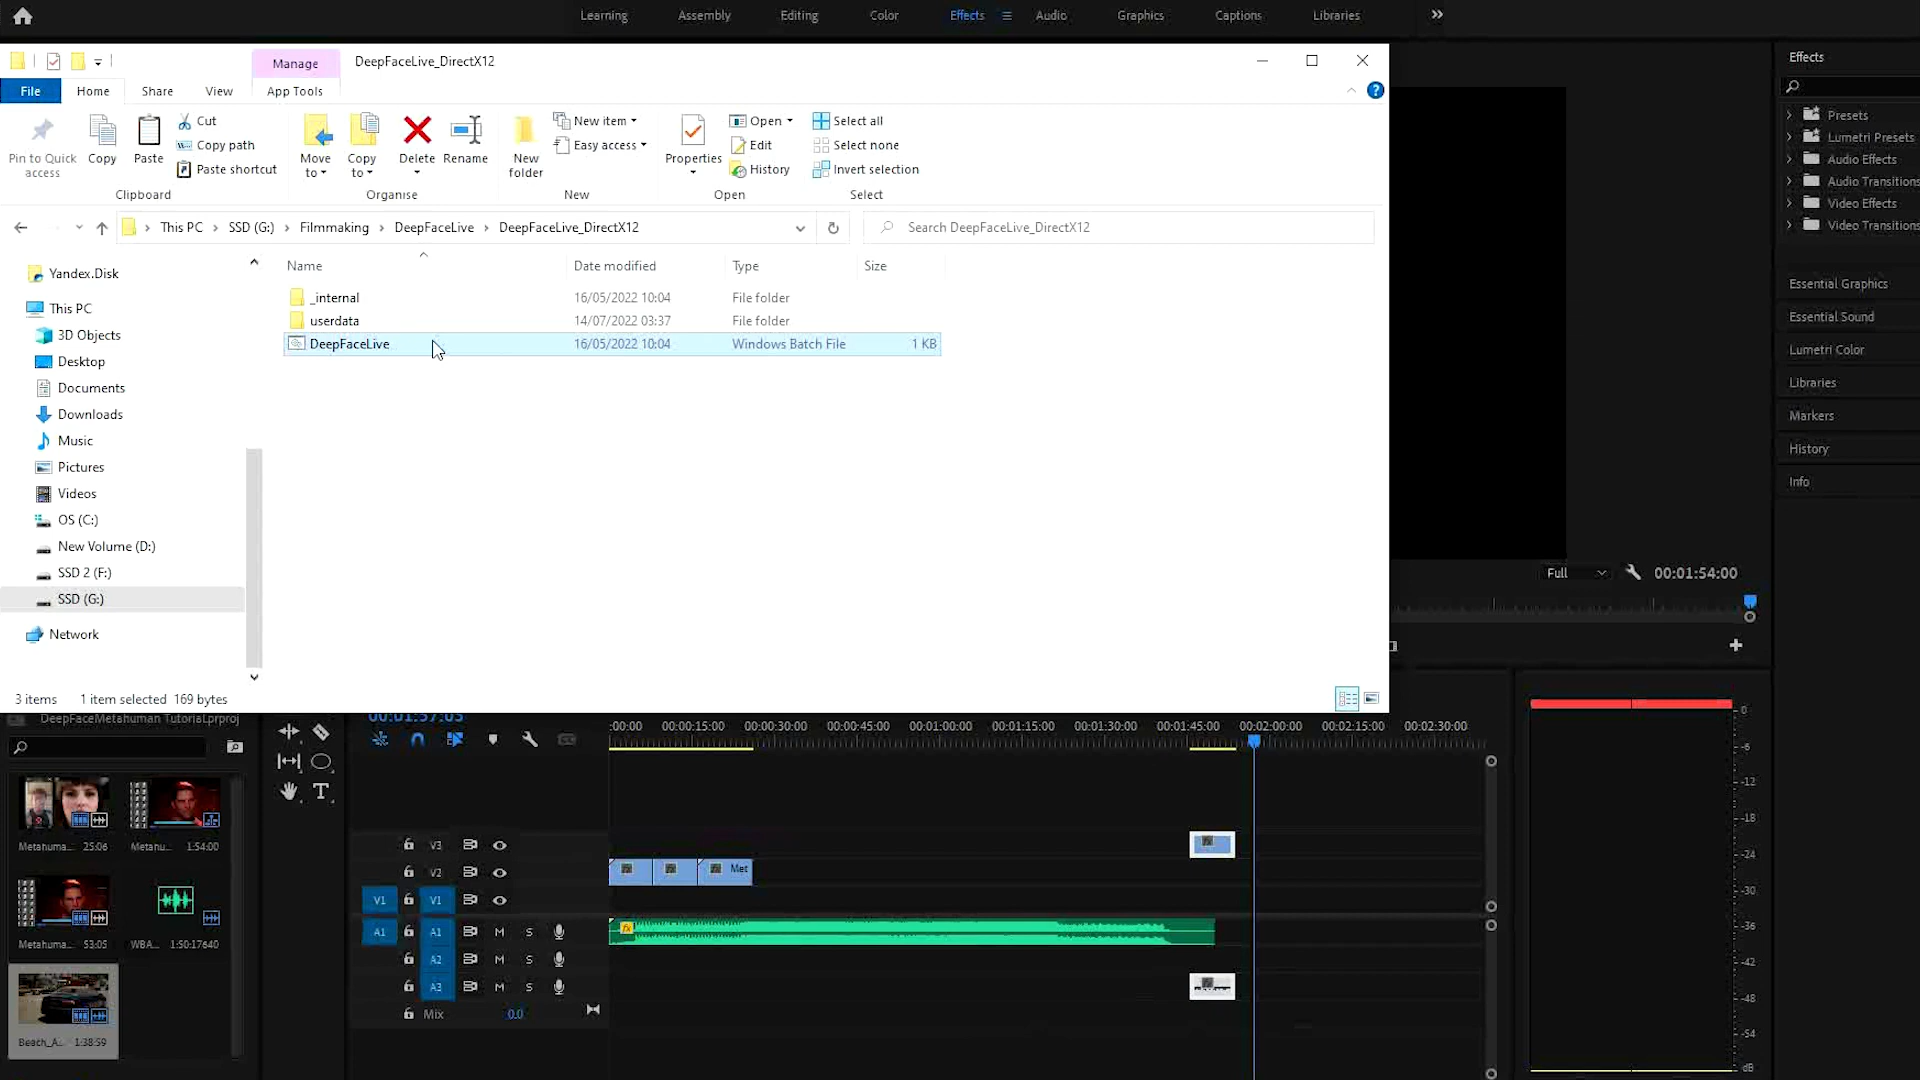 Learning Assembly Editing Color Effects Audio Graphics Captions Libraries
Manage DeepFaceLive_DirectX12
File Home Share View App Tools
Pin to Quick access
Copy
Paste
Cut
Copy path
Paste shortcut
Clipboard
Move to
Copy to
Delete
Rename
Organise
New folder
New item
Easy access
New
Properties
Open
Edit
History
Open
Select all
Select none
Invert selection
Select
This PC SSD (G:) Filmmaking DeepFaceLive DeepFaceLive_DirectX12
Search DeepFaceLive_DirectX12
Yandex.Disk
This PC
3D Objects
Desktop
Documents
Downloads
Music
Pictures
Videos
OS (C:)
New Volume (D:)
SSD 2 (F:)
SSD (G:)
Network
Name Date modified Type Size
_internal 16/05/2022 10:04 File folder
userdata 14/07/2022 03:37 File folder
DeepFaceLive 16/05/2022 10:04 Windows Batch File 1 KB
3 items 1 item selected 169 bytes
Effects
Presets
Lumetri Presets
Audio Effects
Audio Transitions
Video Effects
Video Transitions
Essential Graphics
Essential Sound
Lumetri Color
Libraries
Markers
History
Info
Full 00:01:54:00
DeepFaceMetahuman Tutorial.prproj
Metahuma... 25:06
Metahu... 1:54:00
Metahuma... 53:05
WBA... 1:50:17640
Beach_A... 1:38:59
T
00:01:57:03
:00:00 00:00:15:00 00:00:30:00 00:00:45:00 00:01:00:00 00:01:15:00 00:01:30:00 00:01:45:00 00:02:00:00 00:02:15:00 00:02:30:00
V3
V2
V1 V1
A1 A1 M S
A2 M S
A3 M S
Mix 0.0
Met
fx
0
-6
-12
-18
-24
-30
-36
-42
-48
-54
dB